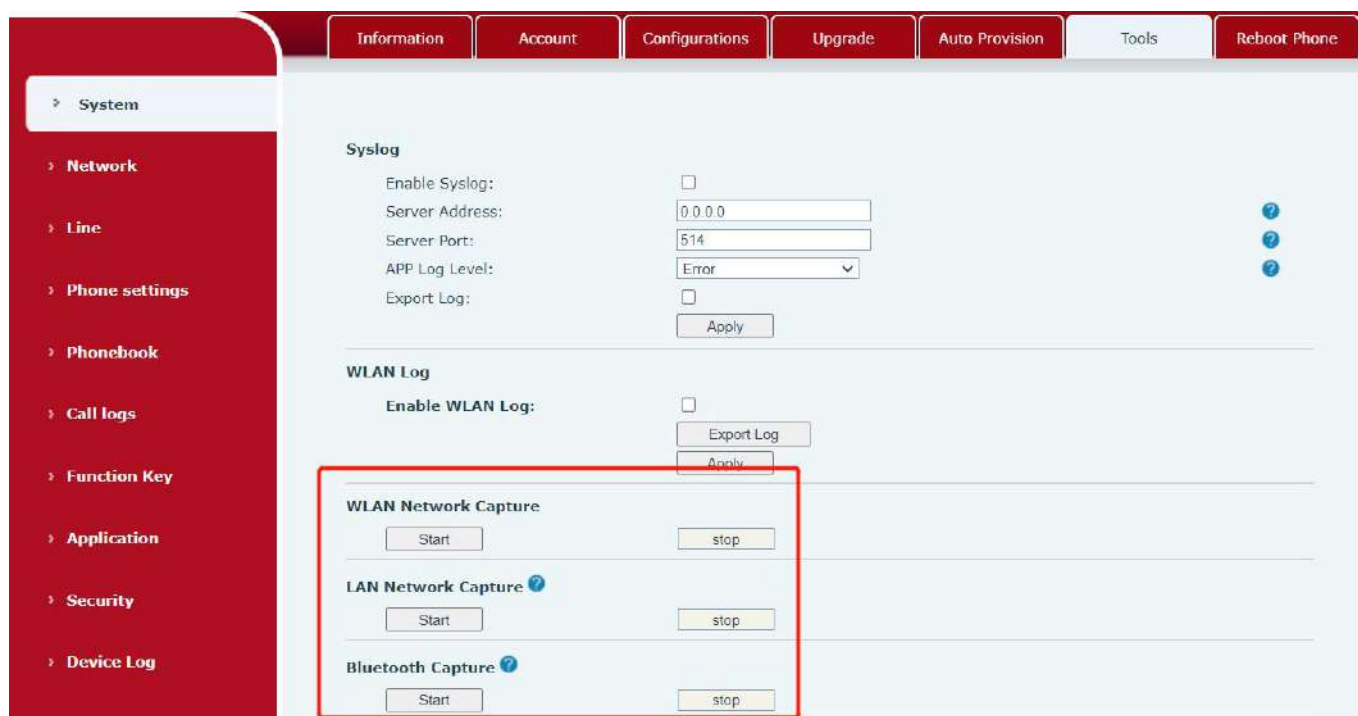 Information Account Configurations Upgrade Auto Provision Tools Reboot Phone
System
Network
Line
Phone settings
Phonebook
Call logs
Function Key
Application
Security
Device Log
Syslog
Enable Syslog:
Server Address: 0.0.0.0
Server Port: 514
APP Log Level: Error
Export Log:
Apply
WLAN Log
Enable WLAN Log:
Export Log
Apply
WLAN Network Capture
Start stop
LAN Network Capture ?
Start stop
Bluetooth Capture ?
Start stop